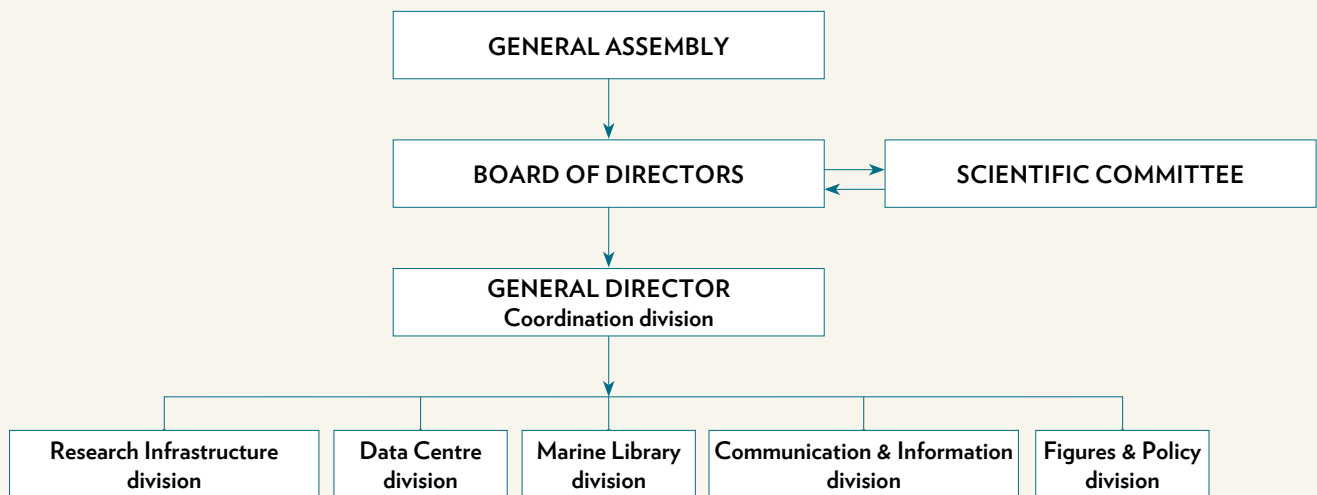 GENERAL ASSEMBLY
BOARD OF DIRECTORS
SCIENTIFIC COMMITTEE
GENERAL DIRECTOR
Coordination division
Research Infrastructure
division
Data Centre
division
Marine Library
division
Communication & Information
division
Figures & Policy
division